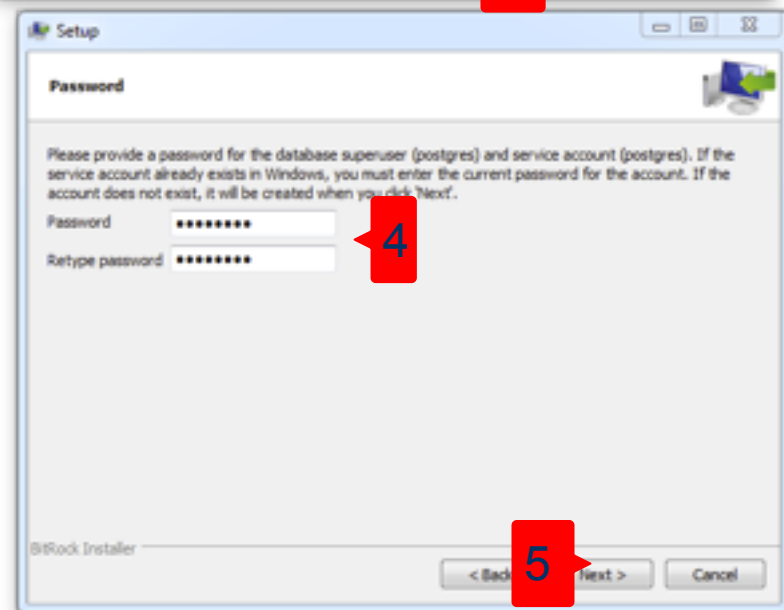 Setup
Password
Please provide a password for the database superuser (postgres) and service account (postgres). If the
service account already exists in Windows, you must enter the current password for the account. If the
account does not exist, it will be created when you click 'Next'.
Password ••••••••
4
Retype password ••••••••
BitRock Installer
< Back
5
Next >
Cancel